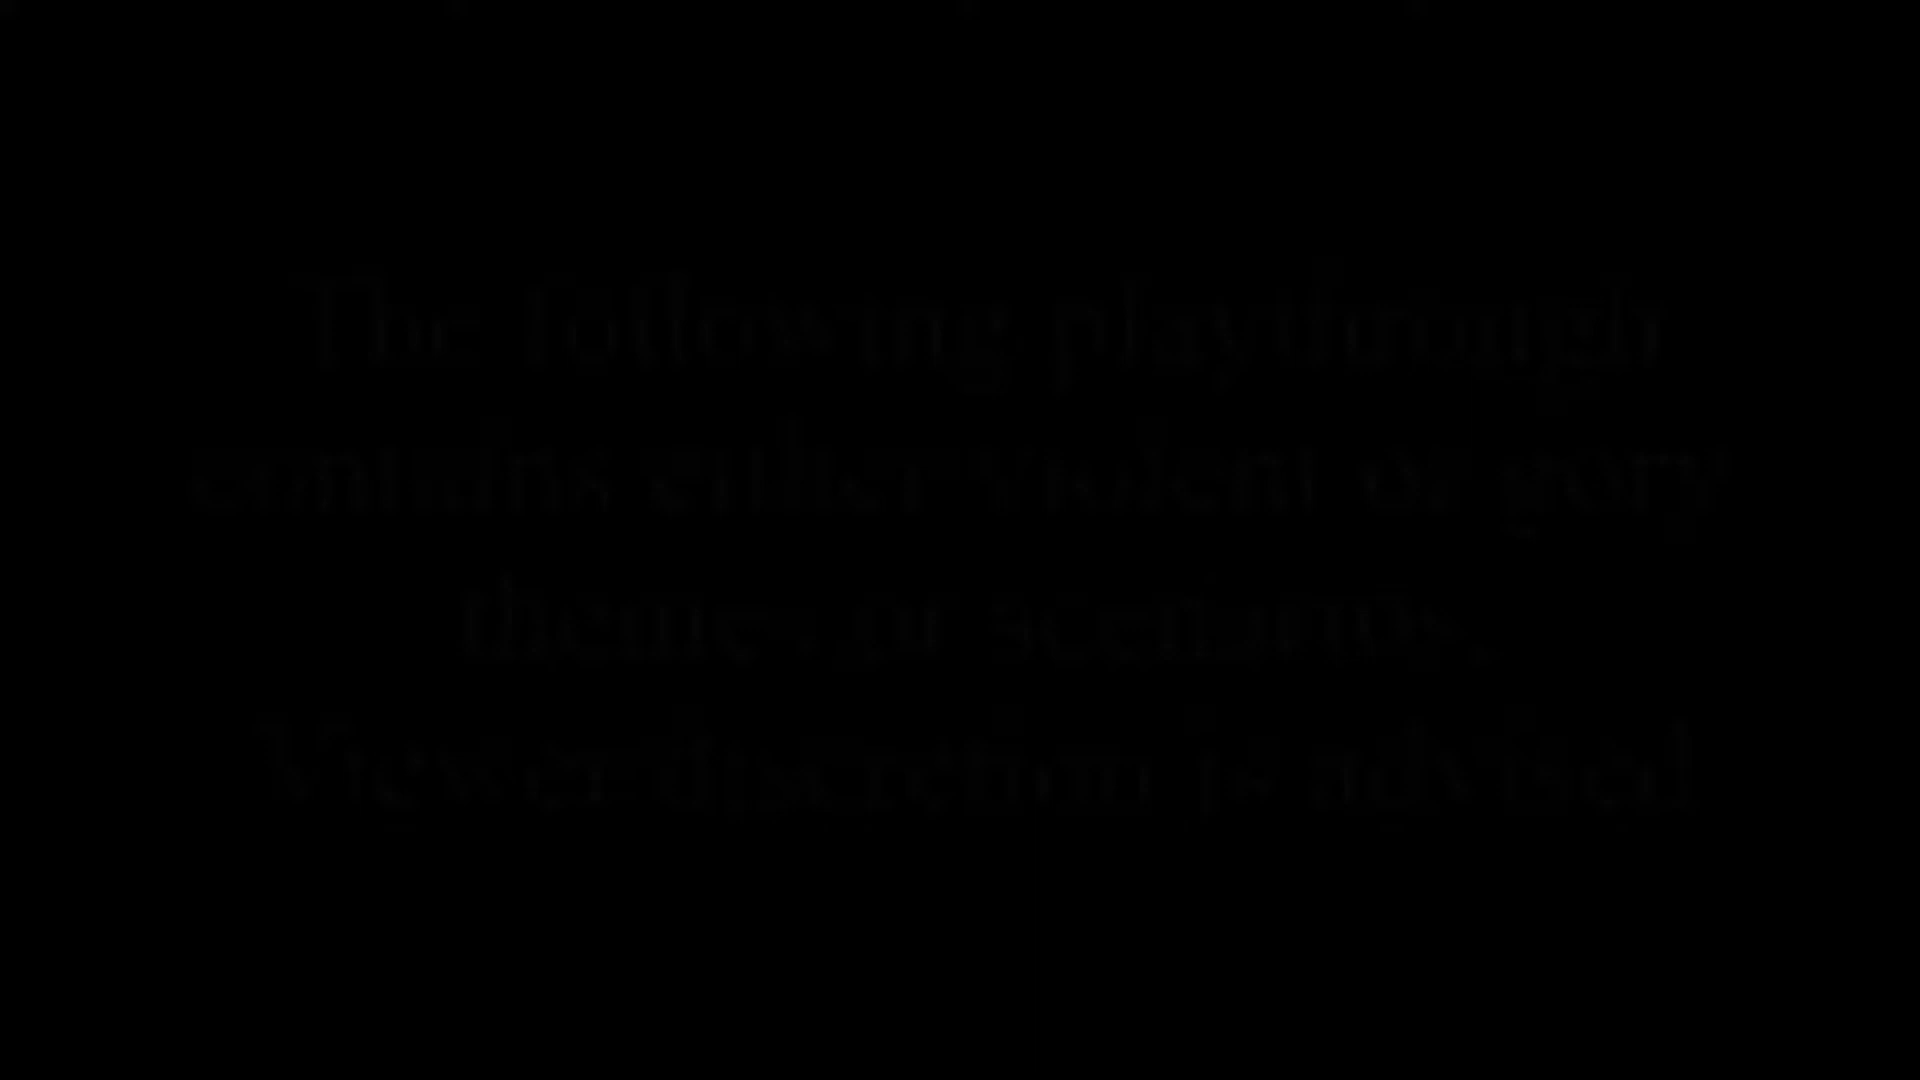 The following playthrough
contains either violent or gory
themes or scenarios.
Viewer discretion is advised